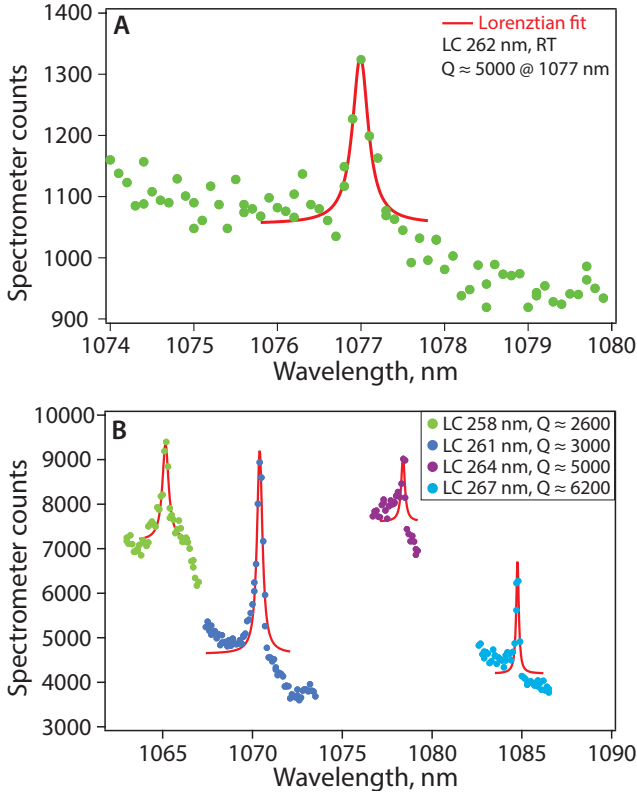 A
Lorenztian fit
LC 262 nm, RT
Q ≈ 5000 @ 1077 nm
Spectrometer counts
1400
1300
1200
1100
1000
900
1074 1075 1076 1077 1078 1079 1080
Wavelength, nm
B
LC 258 nm, Q ≈ 2600
LC 261 nm, Q ≈ 3000
LC 264 nm, Q ≈ 5000
LC 267 nm, Q ≈ 6200
Spectrometer counts
10000
9000
8000
7000
6000
5000
4000
3000
1065 1070 1075 1080 1085 1090
Wavelength, nm